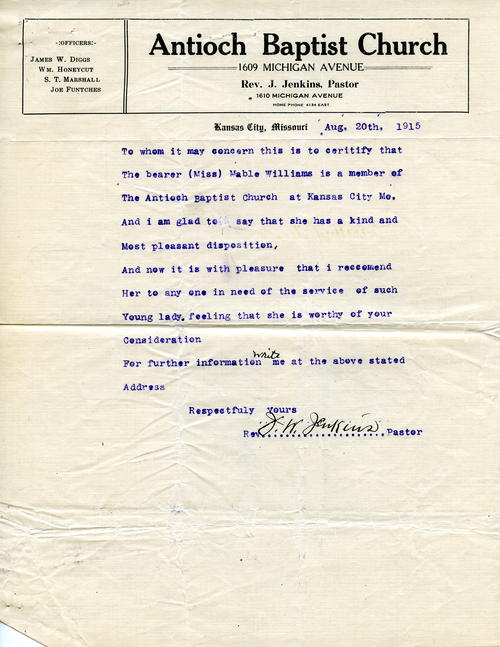 -:OFFICERS:-
JAMES W. DIGGS
WM. HONEYCUT
S. T. MARSHALL
JOE FUNTCHES
Antioch Baptist Church
1609 MICHIGAN AVENUE
Rev. J. Jenkins, Pastor
1610 MICHIGAN AVENUE
HOME PHONE 4134 EAST
Kansas City, Missouri Aug. 20th, 1915
To whom it may concern this is to ceritify that
The bearer (Miss) Mable Williams is a member of
The Antioch Baptist Church at Kansas City Mo.
And i am glad to say that she has a kind and
Most pleasant disposition,
And now it is with pleasure that i reccomend
Her to any one in need of the service of such
Young lady, feeling that she is worthy of your
Consideration
For further information write me at the above stated
Address
Respectfuly yours
Rev. J. W. Jenkins Pastor